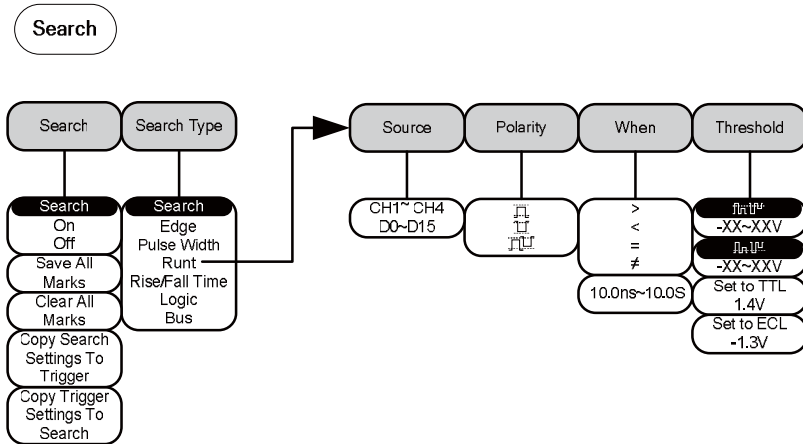 Search
Search
Search Type
Source
Polarity
When
Threshold
Search
On
Off
Save All
Marks
Clear All
Marks
Copy Search
Settings To
Trigger
Copy Trigger
Settings To
Search
Search
Edge
Pulse Width
Runt
Rise/Fall Time
Logic
Bus
CH1~ CH4
D0~D15
>
<
=
≠
10.0ns~10.0S
-XX~XXV
-XX~XXV
Set to TTL
1.4V
Set to ECL
-1.3V